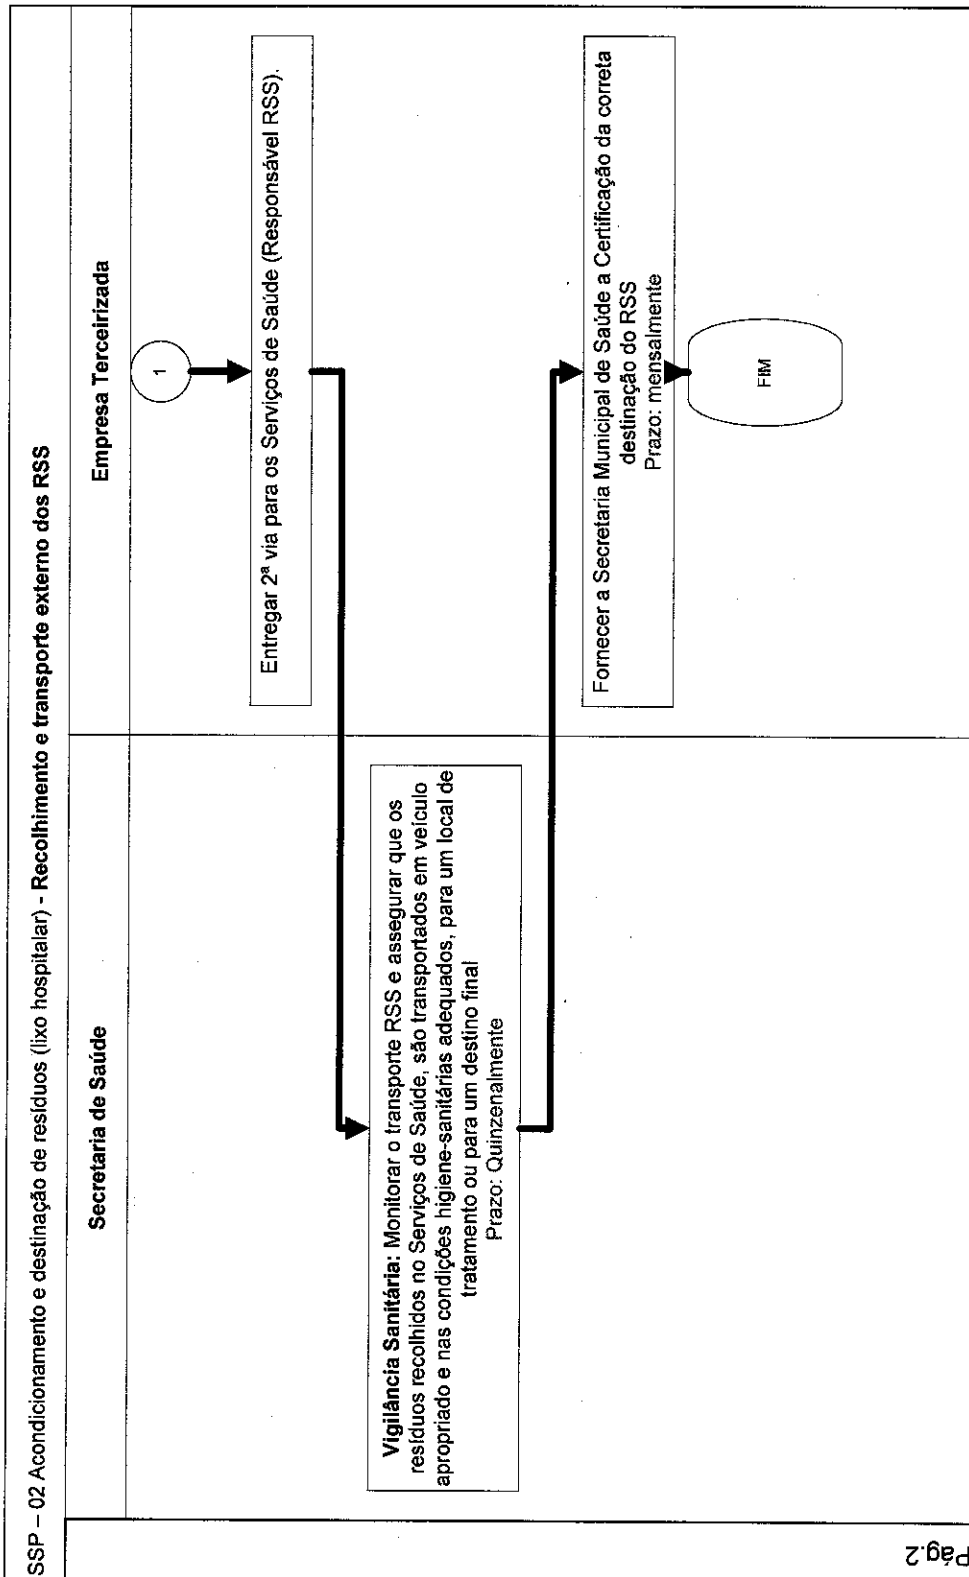 SSP – 02 Acondicionamento e destinação de resíduos (lixo hospitalar) - Recolhimento e transporte externo dos RSS
Secretaria de Saúde
Empresa Terceirizada
1
Entregar 2ª via para os Serviços de Saúde (Responsável RSS).
Vigilância Sanitária: Monitorar o transporte RSS e assegurar que os
resíduos recolhidos no Serviços de Saúde, são transportados em veículo
apropriado e nas condições higiene-sanitárias adequados, para um local de
tratamento ou para um destino final
Prazo: Quinzenalmente
Fornecer a Secretaria Municipal de Saúde a Certificação da correta
destinação do RSS
Prazo: mensalmente
FIM
Pág.2